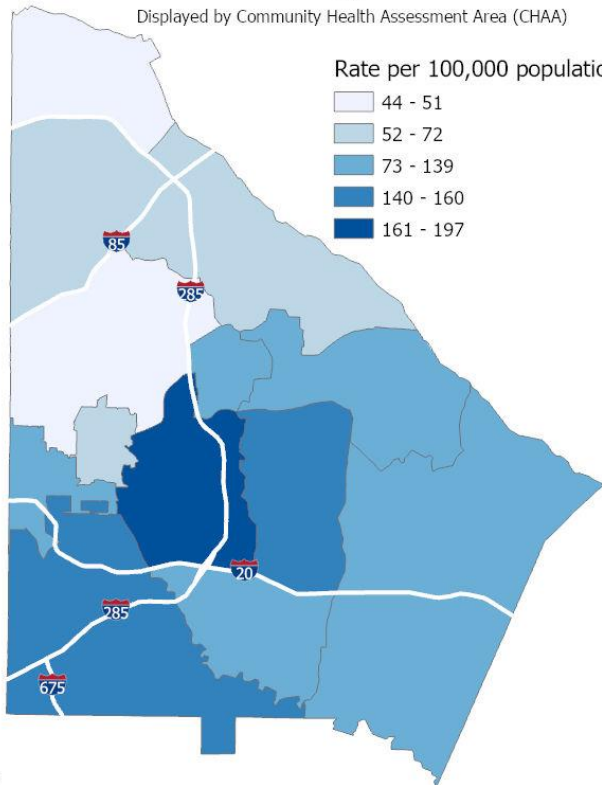 Displayed by Community Health Assessment Area (CHAA)
Rate per 100,000 populatio
44 - 51
52 - 72
73 - 139
140 - 160
161 - 197
85
285
20
285
675